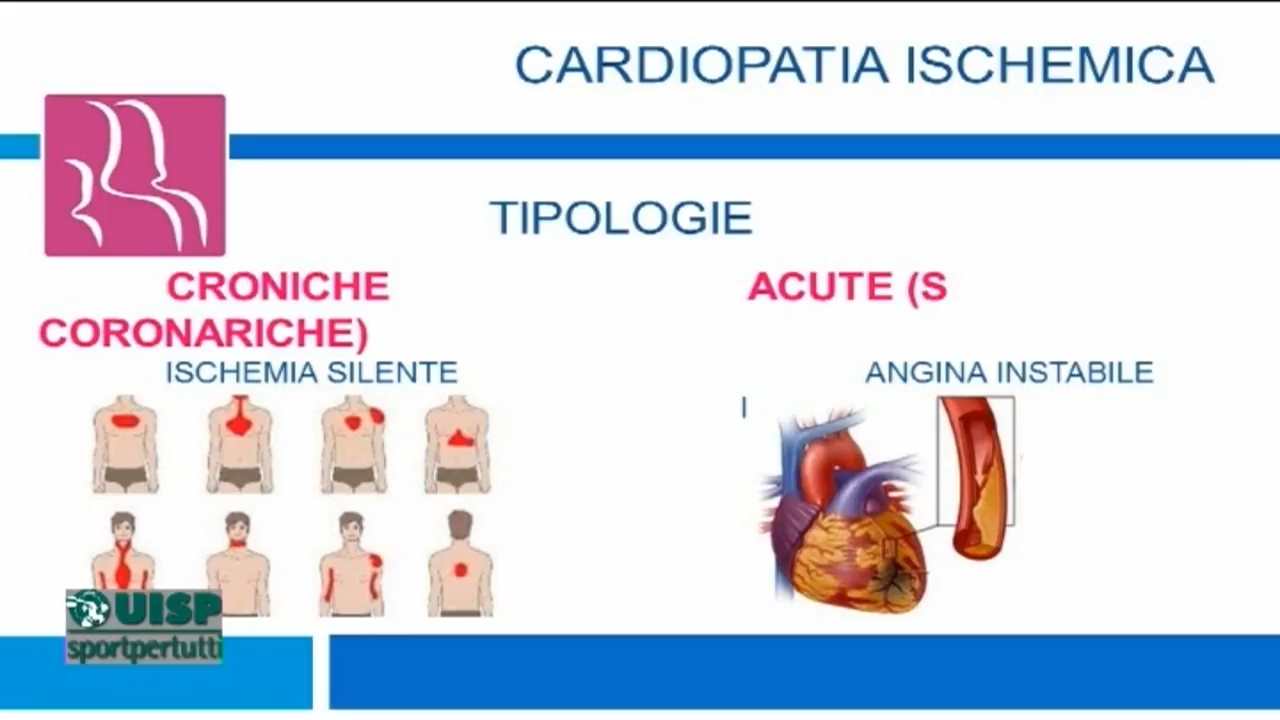 CARDIOPATIA ISCHEMICA
TIPOLOGIE
CRONICHE ACUTE (S
CORONARICHE)
ISCHEMIA SILENTE ANGINA INSTABILE
I
UISP
sportpertutti